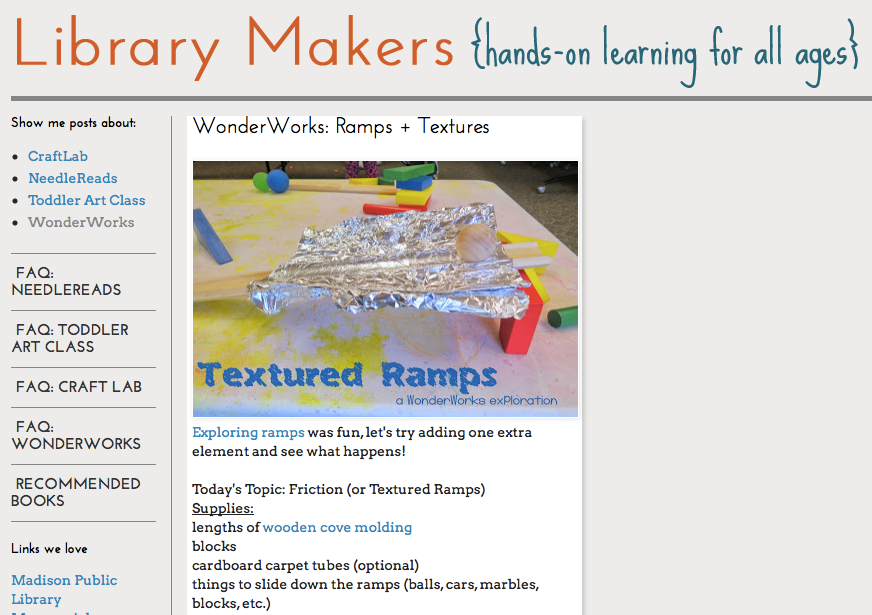 Library Makers {hands-on learning for all ages}
Show me posts about:
CraftLab
NeedleReads
Toddler Art Class
WonderWorks
FAQ:
NEEDLEREADS
FAQ: TODDLER
ART CLASS
FAQ: CRAFT LAB
FAQ:
WONDERWORKS
RECOMMENDED
BOOKS
Links we love
Madison Public
Library
WonderWorks: Ramps + Textures
Textured Ramps
a WonderWorks exploration
Exploring ramps was fun, let's try adding one extra
element and see what happens!
Today's Topic: Friction (or Textured Ramps)
Supplies:
lengths of wooden cove molding
blocks
cardboard carpet tubes (optional)
things to slide down the ramps (balls, cars, marbles,
blocks, etc.)